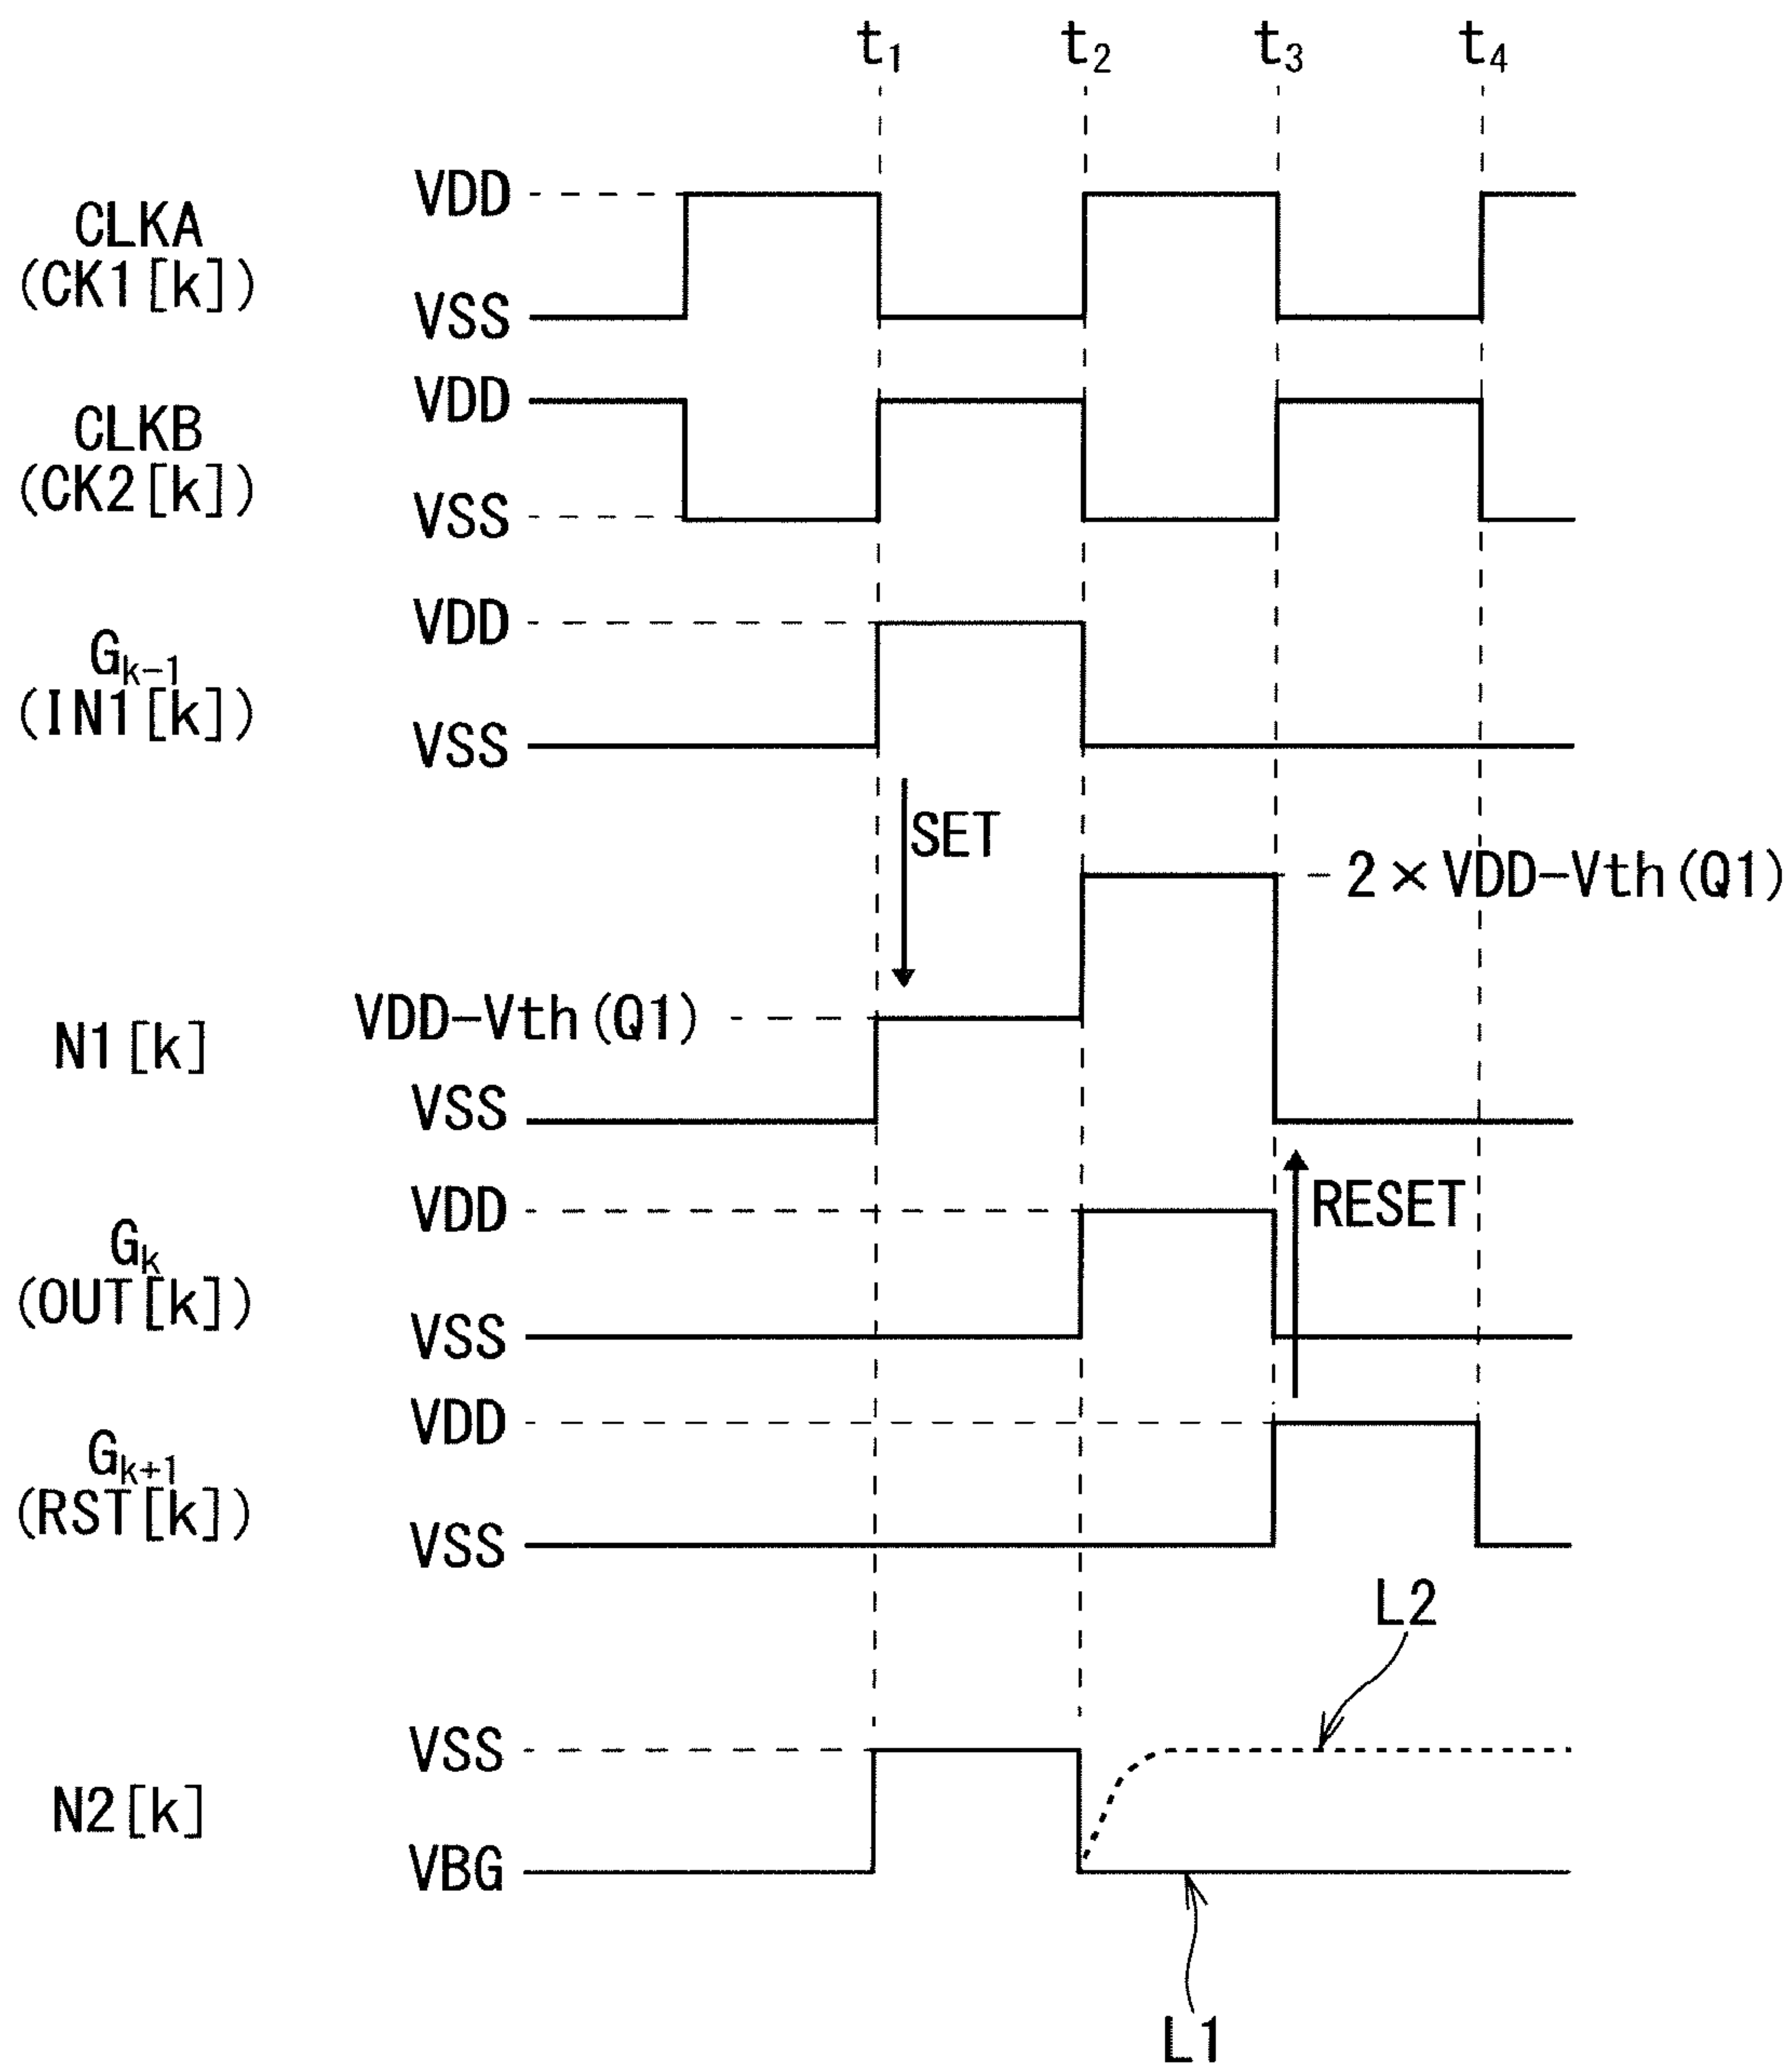 t1 t2 t3 t4
CLKA
(CK1[k])
VDD
VSS
CLKB
(CK2[k])
VDD
VSS
Gk-1
(IN1[k])
VDD
VSS
SET
2×VDD-Vth(Q1)
N1[k]
VDD-Vth(Q1)
VSS
RESET
Gk
(OUT[k])
VDD
VSS
Gk+1
(RST[k])
VDD
VSS
L2
N2[k]
VSS
VBG
L1